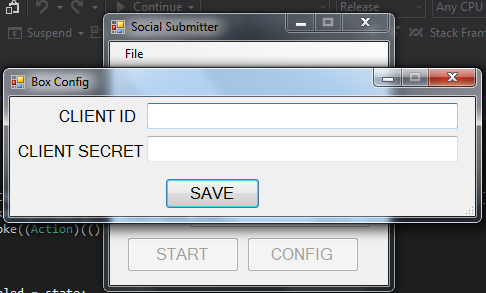 Suspend
Continue
Release
Any CPU
Stack Fram
Social Submitter
File
Box Config
CLIENT ID
CLIENT SECRET
SAVE
oke((Action)(()
START
CONFIG
= state;